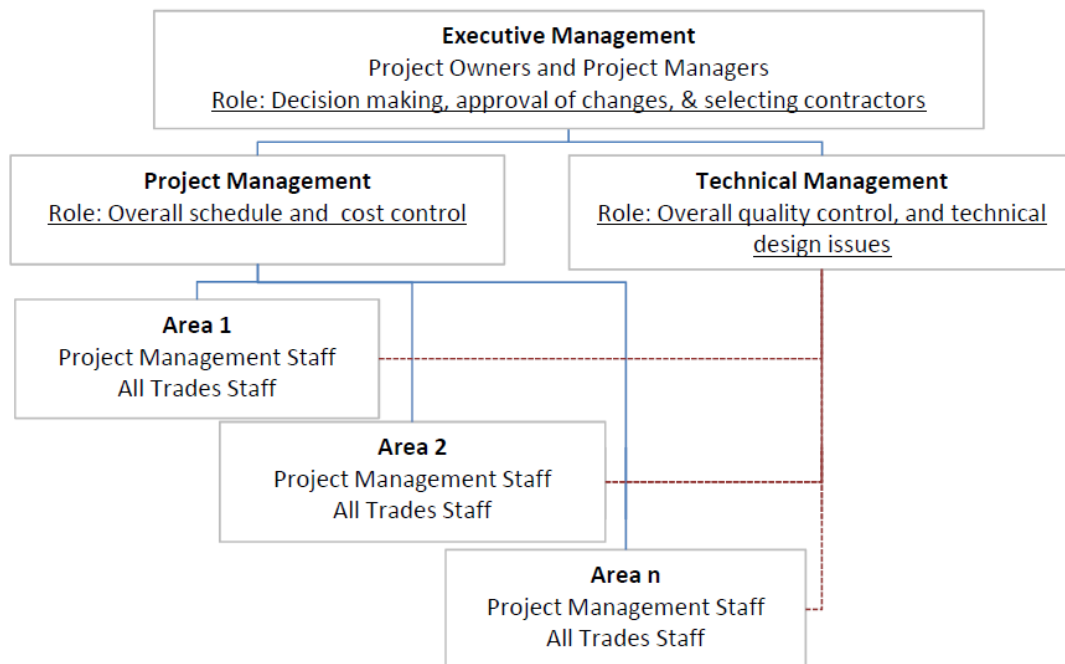 Executive Management
Project Owners and Project Managers
Role: Decision making, approval of changes, & selecting contractors
Project Management
Role: Overall schedule and cost control
Technical Management
Role: Overall quality control, and technical
design issues
Area 1
Project Management Staff
All Trades Staff
Area 2
Project Management Staff
All Trades Staff
Area n
Project Management Staff
All Trades Staff